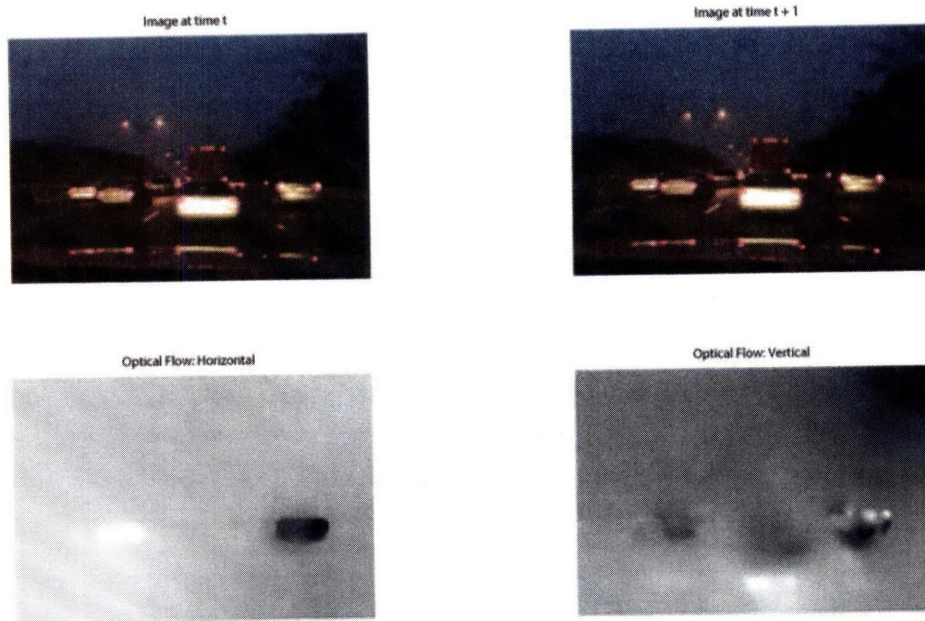 Image at time t
Image at time t + 1
Optical Flow: Horizontal
Optical Flow: Vertical